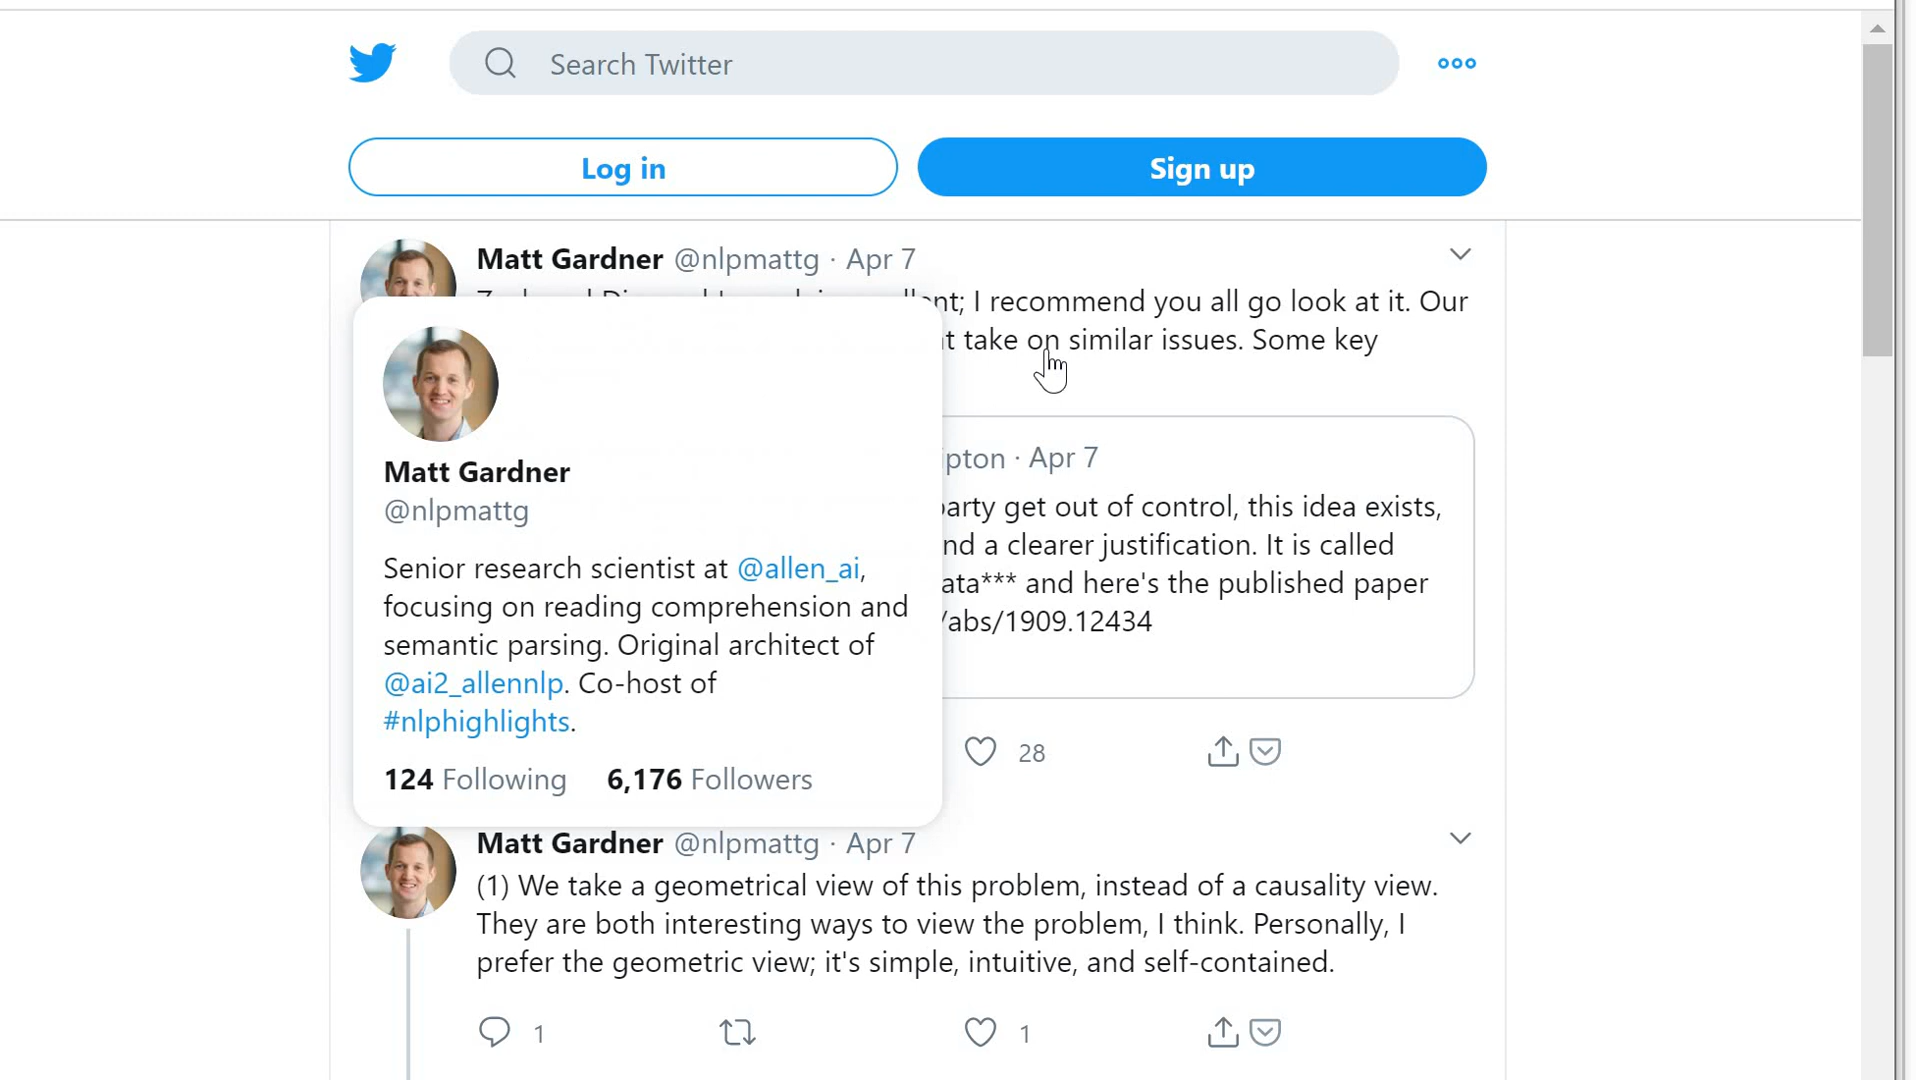 Search Twitter
Log in
Sign up
Matt Gardner @nlpmattg · Apr 7
I recommend you all go look at it. Our
take on similar issues. Some key
Matt Gardner
@nlpmattg
Senior research scientist at @allen_ai,
focusing on reading comprehension and
semantic parsing. Original architect of
@ai2_allennlp. Co-host of
#nlphighlights.
124 Following 6,176 Followers
pton · Apr 7
party get out of control, this idea exists,
nd a clearer justification. It is called
ata*** and here's the published paper
/abs/1909.12434
28
Matt Gardner @nlpmattg · Apr 7
(1) We take a geometrical view of this problem, instead of a causality view.
They are both interesting ways to view the problem, I think. Personally, I
prefer the geometric view; it's simple, intuitive, and self-contained.
1 1